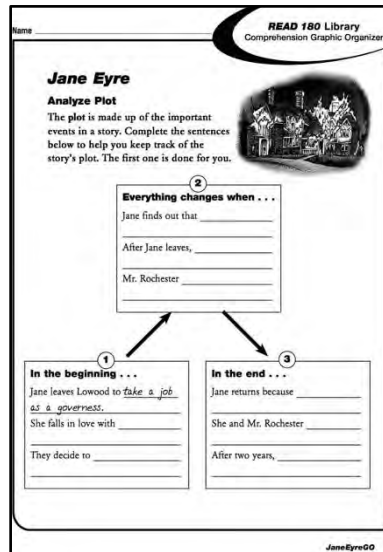 Name
READ 180 Library
Comprehension Graphic Organizer
Jane Eyre
Analyze Plot
The plot is made up of the important
events in a story. Complete the sentences
below to help you keep track of the
story's plot. The first one is done for you.
2
Everything changes when . . .
Jane finds out that
After Jane leaves,
Mr. Rochester
1
In the beginning . . .
Jane leaves Lowood to take a job
as a governess.
She falls in love with
They decide to
3
In the end . . .
Jane returns because
She and Mr. Rochester
After two years,
JaneEyreGO